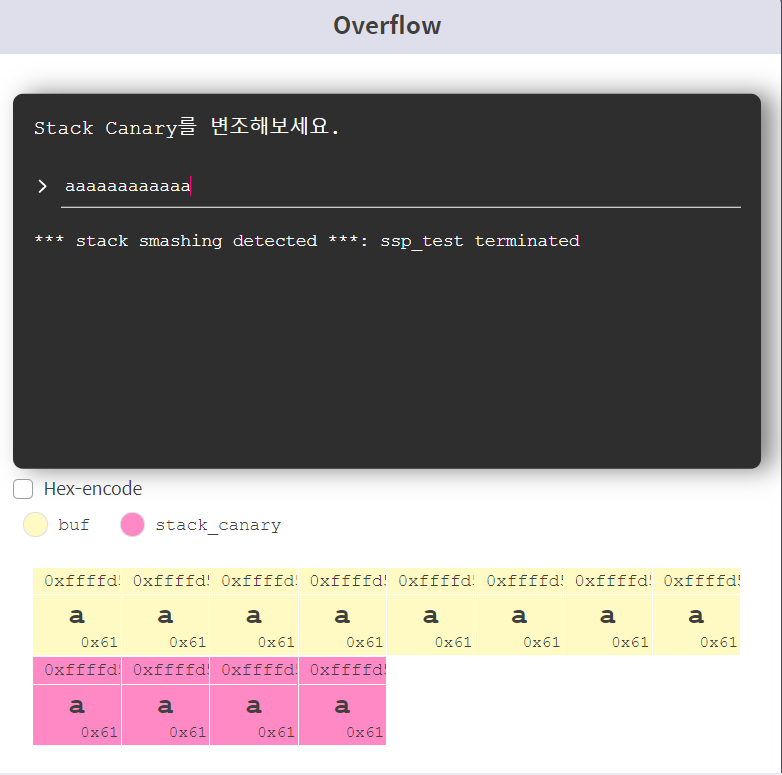 Overflow
Stack Canary를 변조해보세요.
> aaaaaaaaaaaa
*** stack smashing detected ***: ssp_test terminated
Hex-encode
buf stack_canary
0xffffd5 0xffffd5 0xffffd5 0xffffd5 0xffffd5 0xffffd5 0xffffd5 0xffffd5
a a a a a a a a
0x61 0x61 0x61 0x61 0x61 0x61 0x61 0x61
0xffffd5 0xffffd5 0xffffd5 0xffffd5
a a a a
0x61 0x61 0x61 0x61